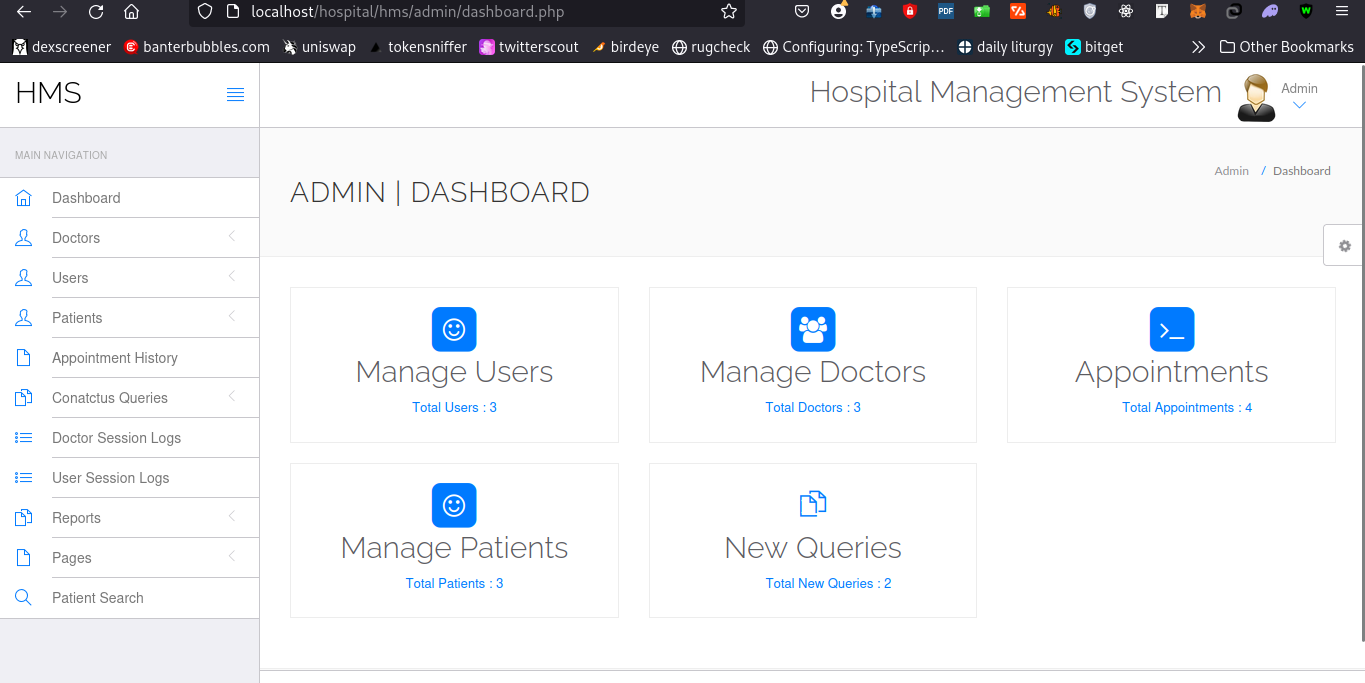 localhost/hospital/hms/admin/dashboard.php
dexscreener banterbubbles.com uniswap tokensniffer twitterscout birdeye rugcheck Configuring: TypeScrip… daily liturgy bitget Other Bookmarks
HMS
Hospital Management System
Admin
MAIN NAVIGATION
Dashboard
Doctors
Users
Patients
Appointment History
Conatctus Queries
Doctor Session Logs
User Session Logs
Reports
Pages
Patient Search
Admin / Dashboard
ADMIN | DASHBOARD
Manage Users
Total Users : 3
Manage Doctors
Total Doctors : 3
Appointments
Total Appointments : 4
Manage Patients
Total Patients : 3
New Queries
Total New Queries : 2